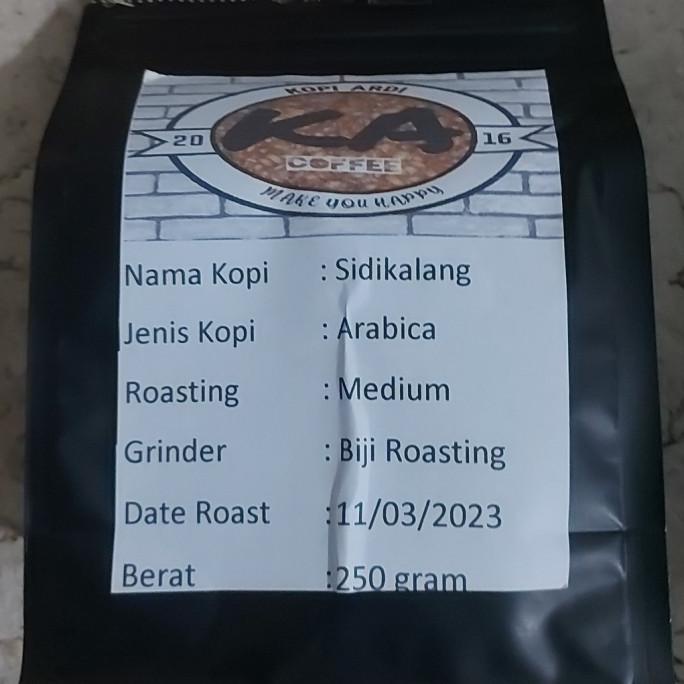 KOPI ARDI
20 KA 16
COFFEE
MAKE YOU HAPPY
Nama Kopi : Sidikalang
Jenis Kopi : Arabica
Roasting : Medium
Grinder : Biji Roasting
Date Roast :11/03/2023
Berat :250 gram